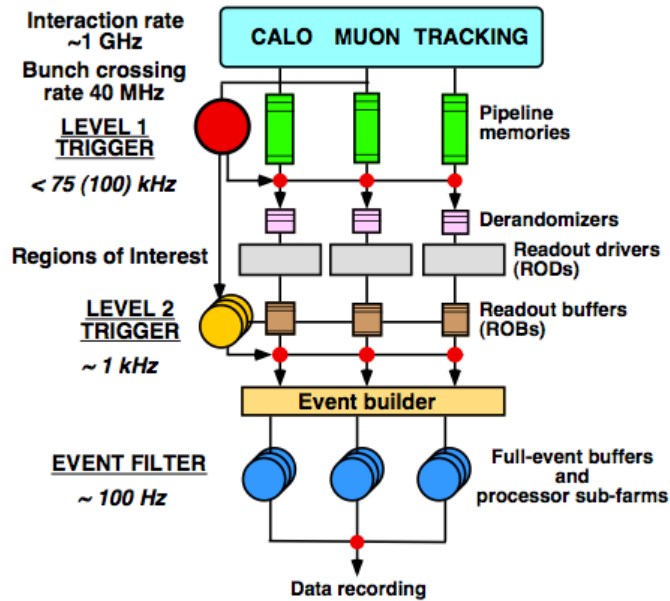 Interaction rate
~1 GHz
CALO MUON TRACKING
Bunch crossing
rate 40 MHz
Pipeline
memories
LEVEL 1
TRIGGER
< 75 (100) kHz
Derandomizers
Regions of Interest
Readout drivers
(RODs)
LEVEL 2
TRIGGER
~ 1 kHz
Readout buffers
(ROBs)
Event builder
EVENT FILTER
~ 100 Hz
Full-event buffers
and
processor sub-farms
Data recording